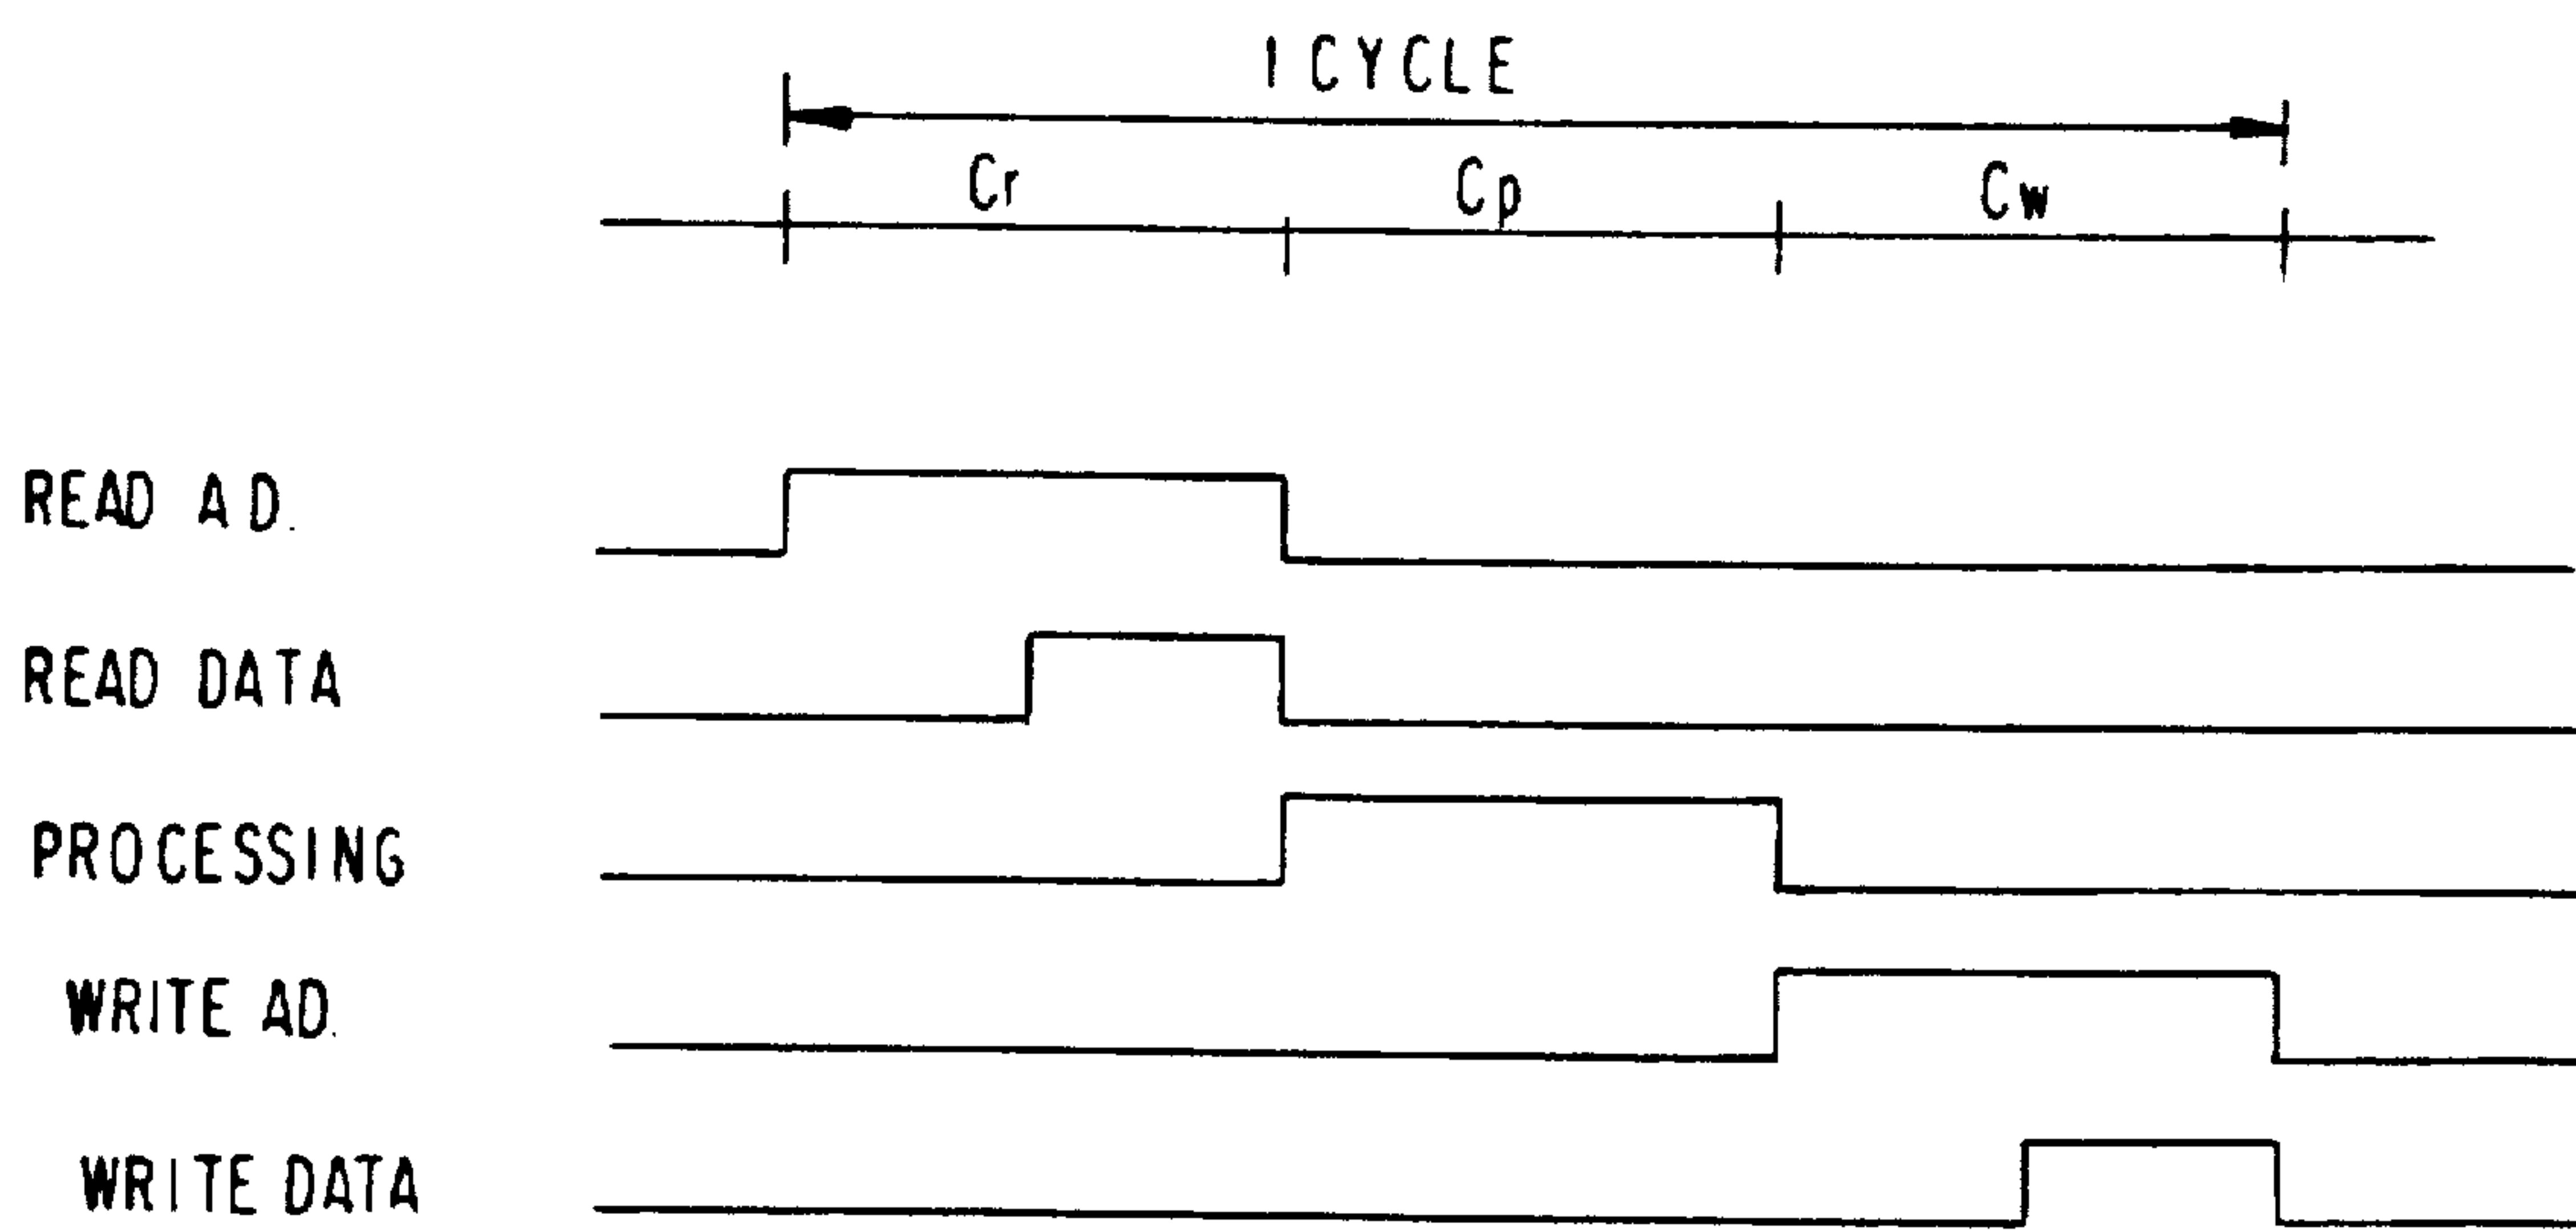 1 CYCLE
Cr Cp Cw
READ AD.
READ DATA
PROCESSING
WRITE AD.
WRITE DATA